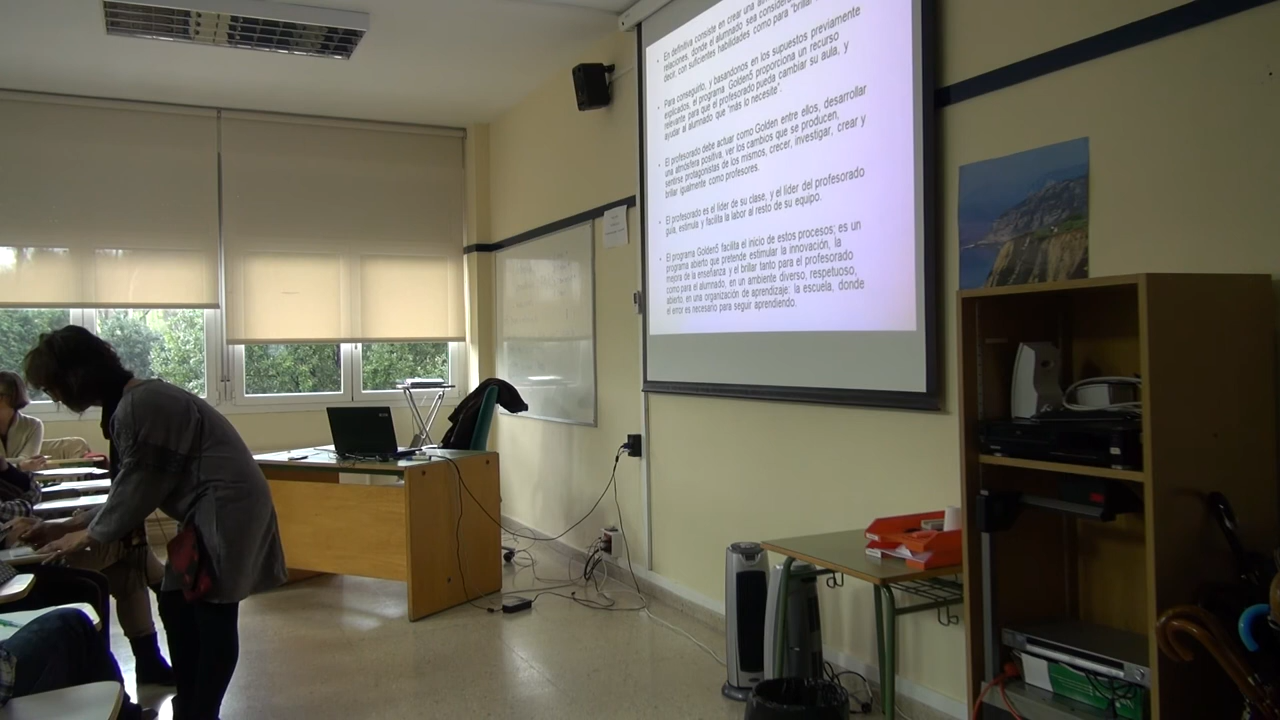 • En definitiva consiste en crear una
relaciones, donde el alumnado sea
decir, con suficientes habilidades como para "brillar
• Para conseguirlo, y basandonos en los supuestos previamente
explicados, el programa Golden5 proporciona un recurso
relevante para que el profesorado pueda cambiar su aula, y
ayudar al alumnado que "más lo necesite".
• El profesorado debe actuar como Golden entre ellos, desarrollar
una atmósfera positiva, ver los cambios que se producen,
sentirse protagonistas de los mismos, crecer, investigar, crear y
brillar igualmente como profesores.
• El profesorado es el líder de su clase, y el líder del profesorado
guía, estimula y facilita la labor al resto de su equipo.
• El programa Golden5 facilita el inicio de estos procesos; es un
programa abierto que pretende estimular la innovación, la
mejora de la enseñanza y el brillar tanto para el profesorado
como para el alumnado, en un ambiente diverso, respetuoso,
abierto, en una organización de aprendizaje: la escuela, donde
el error es necesario para seguir aprendiendo.